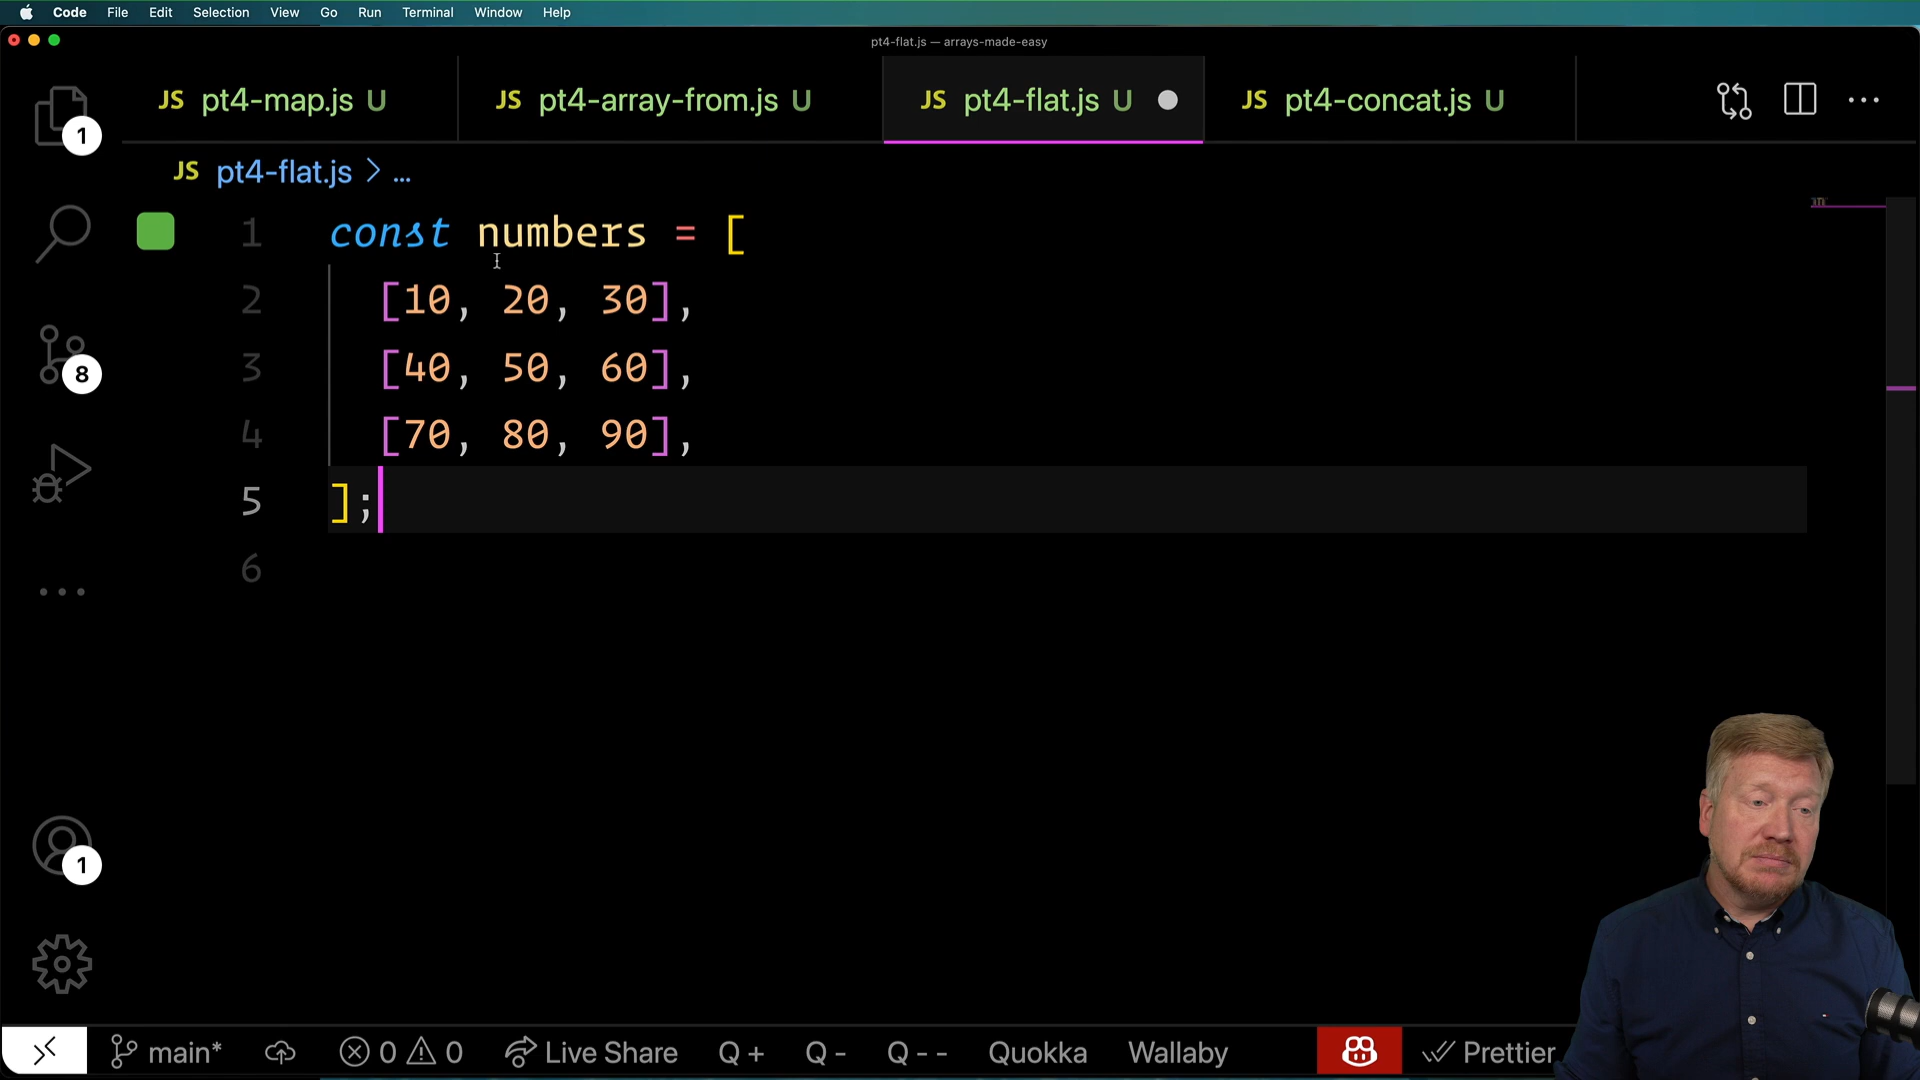 Code File Edit Selection View Go Run Terminal Window Help
pt4-flat.js — arrays-made-easy
JS pt4-map.js U JS pt4-array-from.js U JS pt4-flat.js U JS pt4-concat.js U
1
JS pt4-flat.js > ...
1 const numbers = [
2 [10, 20, 30],
3 [40, 50, 60],
8
4 [70, 80, 90],
5 ];
6
1
main* 0 0 Live Share Q + Q - Q - - Quokka Wallaby Prettier